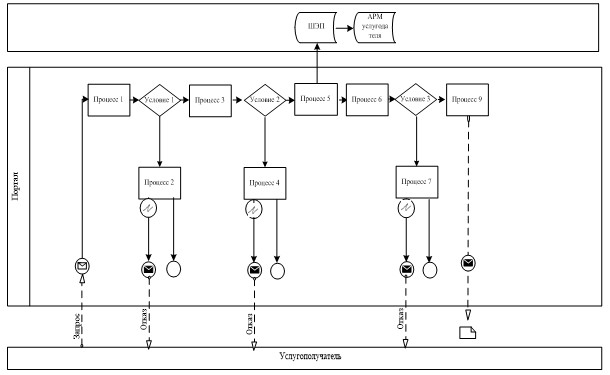 ШЭП
АРМ
услугода
теля
Портал
Процесс 1
Условие 1
Процесс 3
Условие 2
Процесс 5
Процесс 6
Условие 3
Процесс 9
Процесс 2
Процесс 4
Процесс 7
Запрос
Отказ
Отказ
Отказ
Услугополучатель